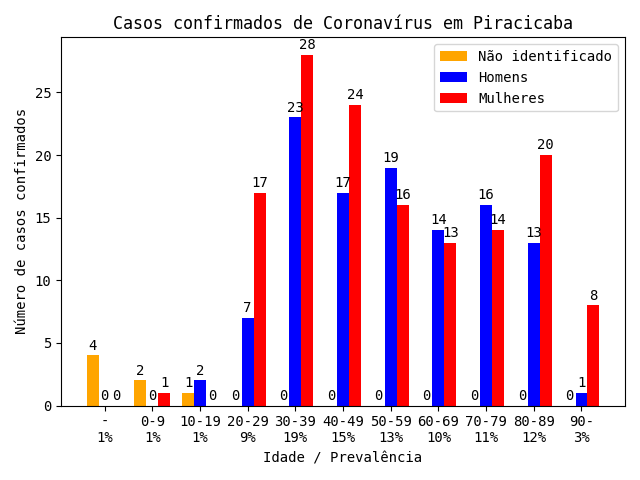 Casos confirmados de Coronavírus em Piracicaba
Número de casos confirmados
Não identificado
Homens
Mulheres
25
20
15
10
5
0
4 0 0
2 0 1
1 2 0
0 7 17
0 23 28
0 17 24
0 19 16
0 14 13
0 16 14
0 13 20
0 1 8
- 0-9 10-19 20-29 30-39 40-49 50-59 60-69 70-79 80-89 90-
1% 1% 1% 9% 19% 15% 13% 10% 11% 12% 3%
Idade / Prevalência